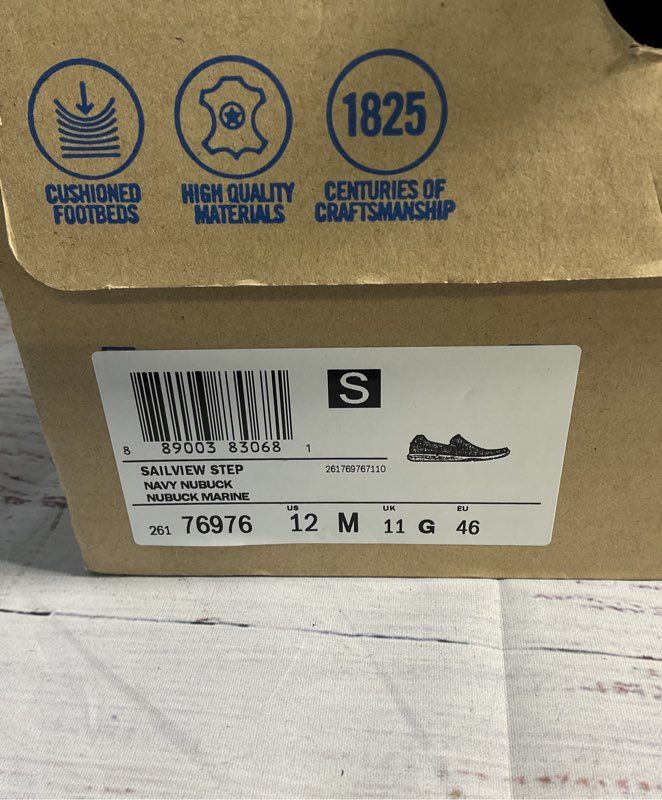 1825
CUSHIONED
FOOTBEDS
HIGH QUALITY
MATERIALS
CENTURIES OF
CRAFTSMANSHIP
S
8 89003 83068 1
SAILVIEW STEP
261769767110
NAVY NUBUCK
NUBUCK MARINE
US UK EU
261 76976 12 M 11 G 46